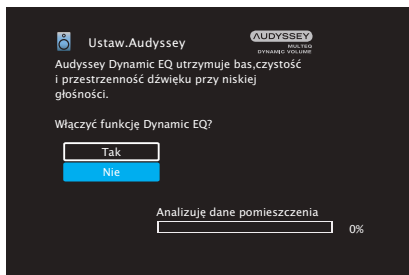 Ustaw.Audyssey
AUDYSSEY
MULTEQ
DYNAMIC VOLUME
Audyssey Dynamic EQ utrzymuje bas,czystość
i przestrzenność dźwięku przy niskiej
głośności.
Włączyć funkcję Dynamic EQ?
Tak
Nie
Analizuję dane pomieszczenia
0%